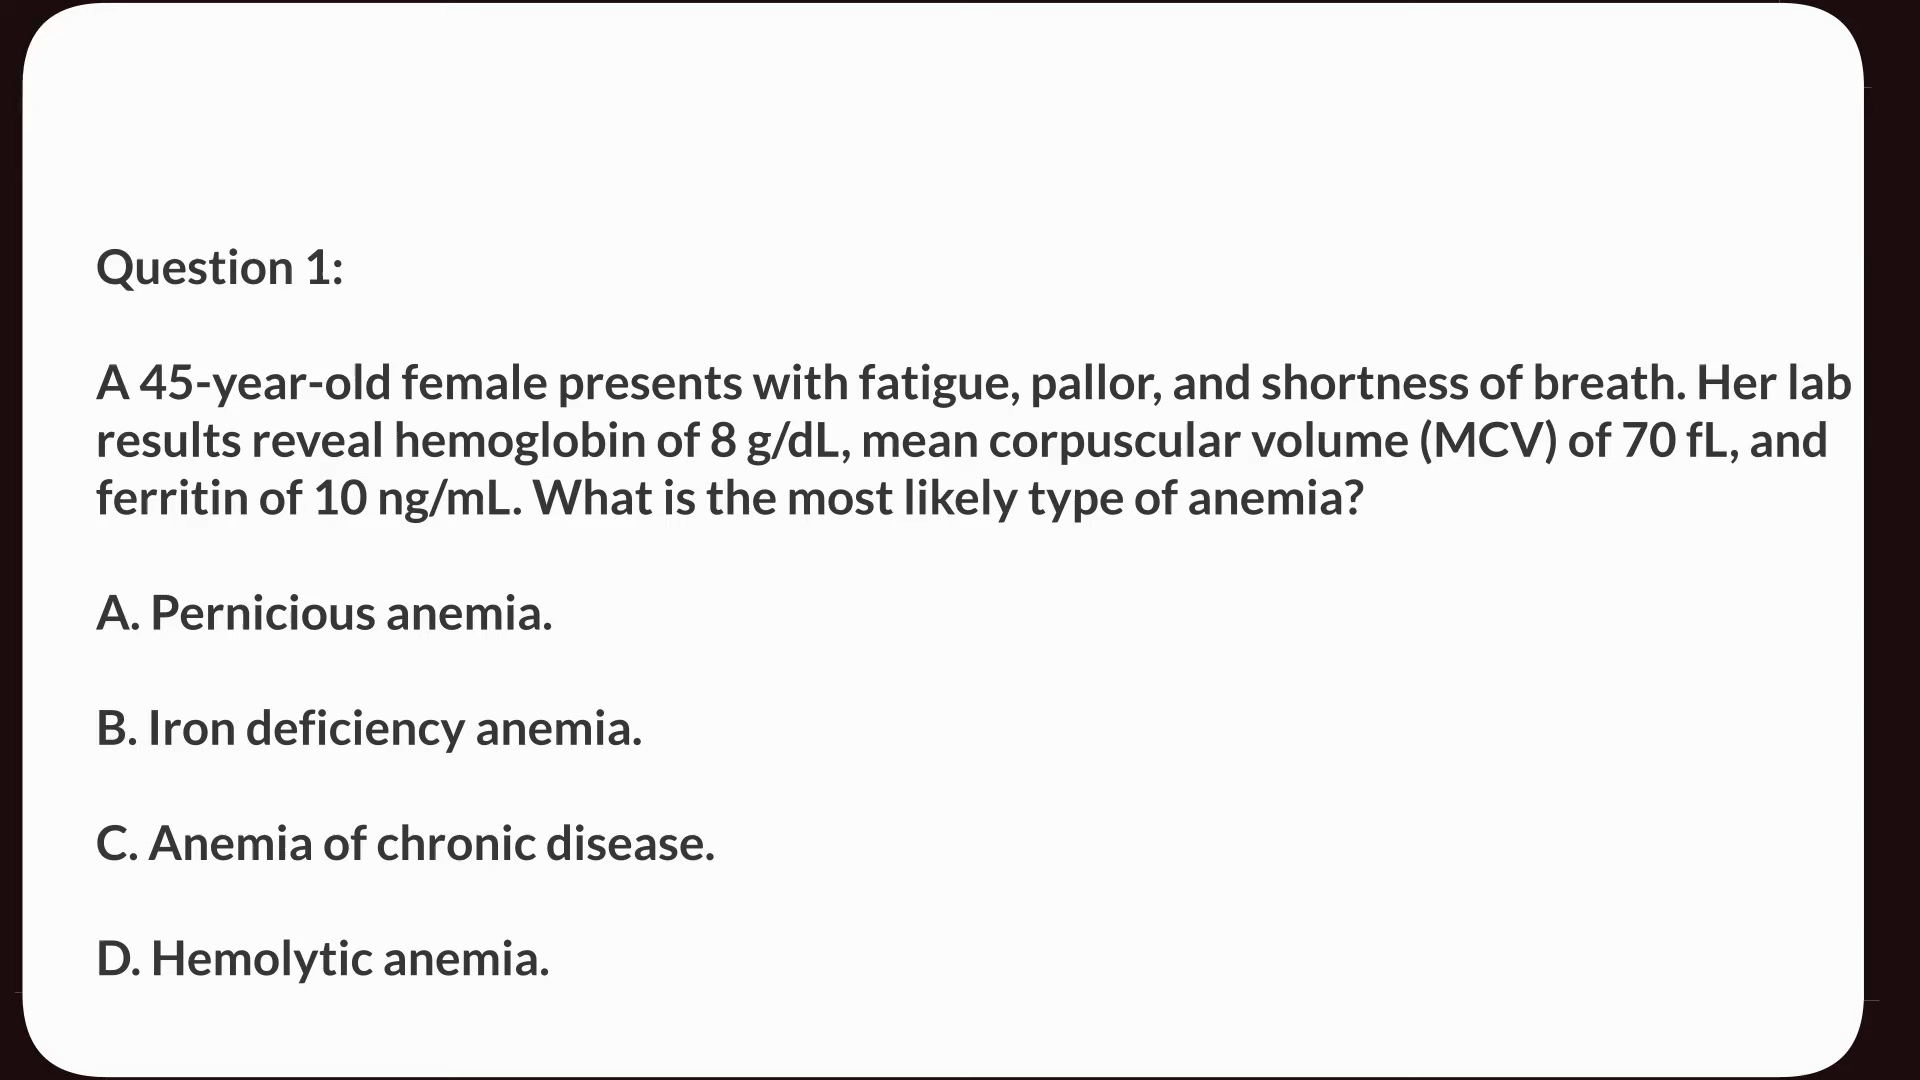 Question 1:
A 45-year-old female presents with fatigue, pallor, and shortness of breath. Her lab
results reveal hemoglobin of 8 g/dL, mean corpuscular volume (MCV) of 70 fL, and
ferritin of 10 ng/mL. What is the most likely type of anemia?
A. Pernicious anemia.
B. Iron deficiency anemia.
C. Anemia of chronic disease.
D. Hemolytic anemia.